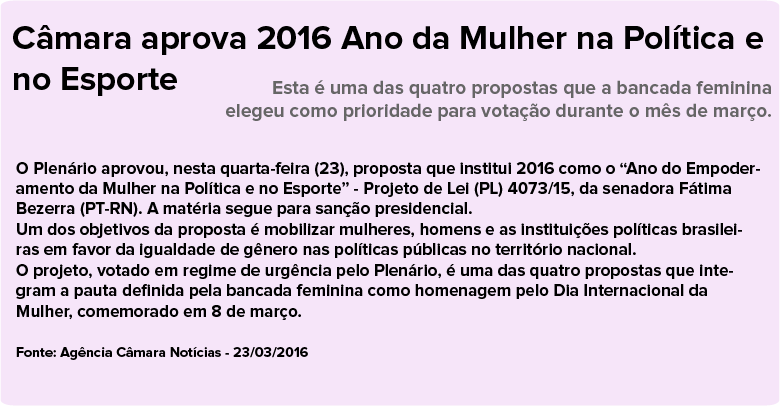 Câmara aprova 2016 Ano da Mulher na Política e
no Esporte
Esta é uma das quatro propostas que a bancada feminina
elegeu como prioridade para votação durante o mês de março.
O Plenário aprovou, nesta quarta-feira (23), proposta que institui 2016 como o “Ano do Empoder-
amento da Mulher na Política e no Esporte” - Projeto de Lei (PL) 4073/15, da senadora Fátima
Bezerra (PT-RN). A matéria segue para sanção presidencial.
Um dos objetivos da proposta é mobilizar mulheres, homens e as instituições políticas brasilei-
ras em favor da igualdade de gênero nas políticas públicas no território nacional.
O projeto, votado em regime de urgência pelo Plenário, é uma das quatro propostas que inte-
gram a pauta definida pela bancada feminina como homenagem pelo Dia Internacional da
Mulher, comemorado em 8 de março.
Fonte: Agência Câmara Notícias - 23/03/2016